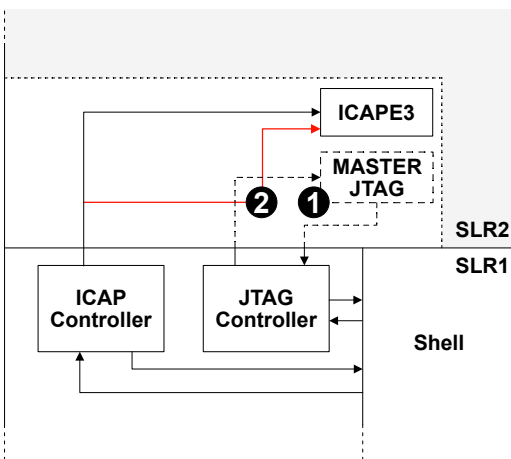 ICAPE3
MASTER
JTAG
2
1
SLR2
SLR1
ICAP
Controller
JTAG
Controller
Shell